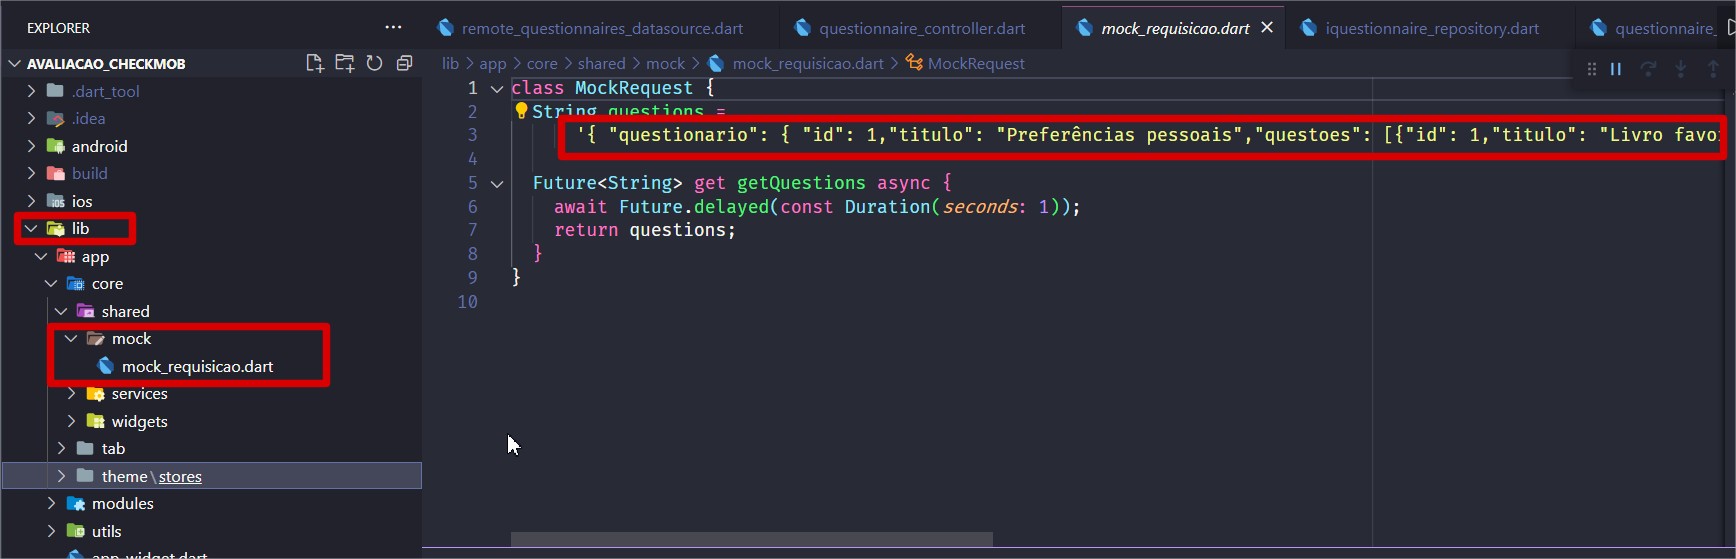 EXPLORER
···
remote_questionnaires_datasource.dart
questionnaire_controller.dart
mock_requisicao.dart
iquestionnaire_repository.dart
questionnaire_
AVALIACAO_CHECKMOB
lib > app > core > shared > mock > mock_requisicao.dart > MockRequest
.dart_tool
.idea
android
build
ios
lib
app
core
shared
mock
mock_requisicao.dart
services
widgets
tab
theme\stores
modules
utils
app_widget.dart
1 class MockRequest {
2 String questions =
3 '{ "questionario": { "id": 1,"titulo": "Preferências pessoais","questoes": [{"id": 1,"titulo": "Livro favo
4
5 Future<String> get getQuestions async {
6 await Future.delayed(const Duration(seconds: 1));
7 return questions;
8 }
9 }
10